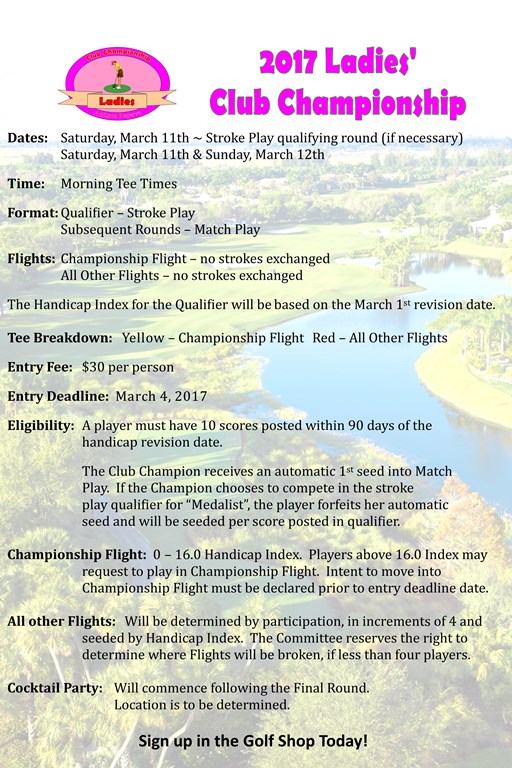 Club Championship
Ladies
2017 Ladies'
Club Championship
Dates: Saturday, March 11th ~ Stroke Play qualifying round (if necessary)
Saturday, March 11th & Sunday, March 12th
Time: Morning Tee Times
Format: Qualifier – Stroke Play
Subsequent Rounds – Match Play
Flights: Championship Flight – no strokes exchanged
All Other Flights – no strokes exchanged
The Handicap Index for the Qualifier will be based on the March 1st revision date.
Tee Breakdown: Yellow – Championship Flight Red – All Other Flights
Entry Fee: $30 per person
Entry Deadline: March 4, 2017
Eligibility: A player must have 10 scores posted within 90 days of the
handicap revision date.
The Club Champion receives an automatic 1st seed into Match
Play. If the Champion chooses to compete in the stroke
play qualifier for “Medalist”, the player forfeits her automatic
seed and will be seeded per score posted in qualifier.
Championship Flight: 0 – 16.0 Handicap Index. Players above 16.0 Index may
request to play in Championship Flight. Intent to move into
Championship Flight must be declared prior to entry deadline date.
All other Flights: Will be determined by participation, in increments of 4 and
seeded by Handicap Index. The Committee reserves the right to
determine where Flights will be broken, if less than four players.
Cocktail Party: Will commence following the Final Round.
Location is to be determined.
Sign up in the Golf Shop Today!